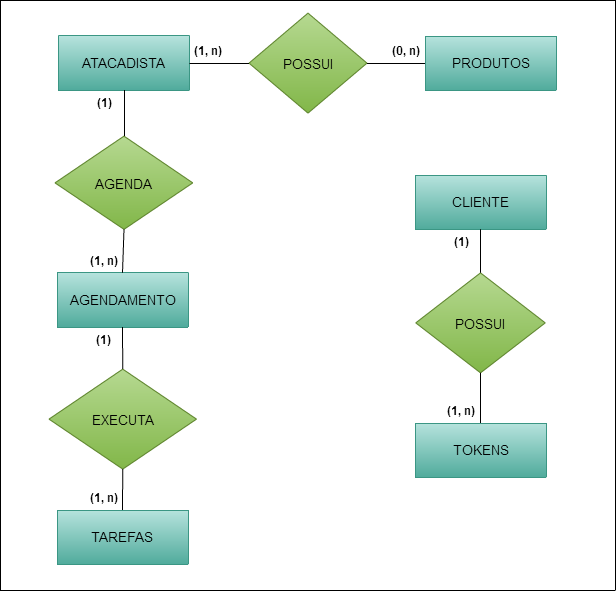 ATACADISTA
(1, n)
POSSUI
(0, n)
PRODUTOS
(1)
AGENDA
(1, n)
AGENDAMENTO
(1)
EXECUTA
(1, n)
TAREFAS
CLIENTE
(1)
POSSUI
(1, n)
TOKENS